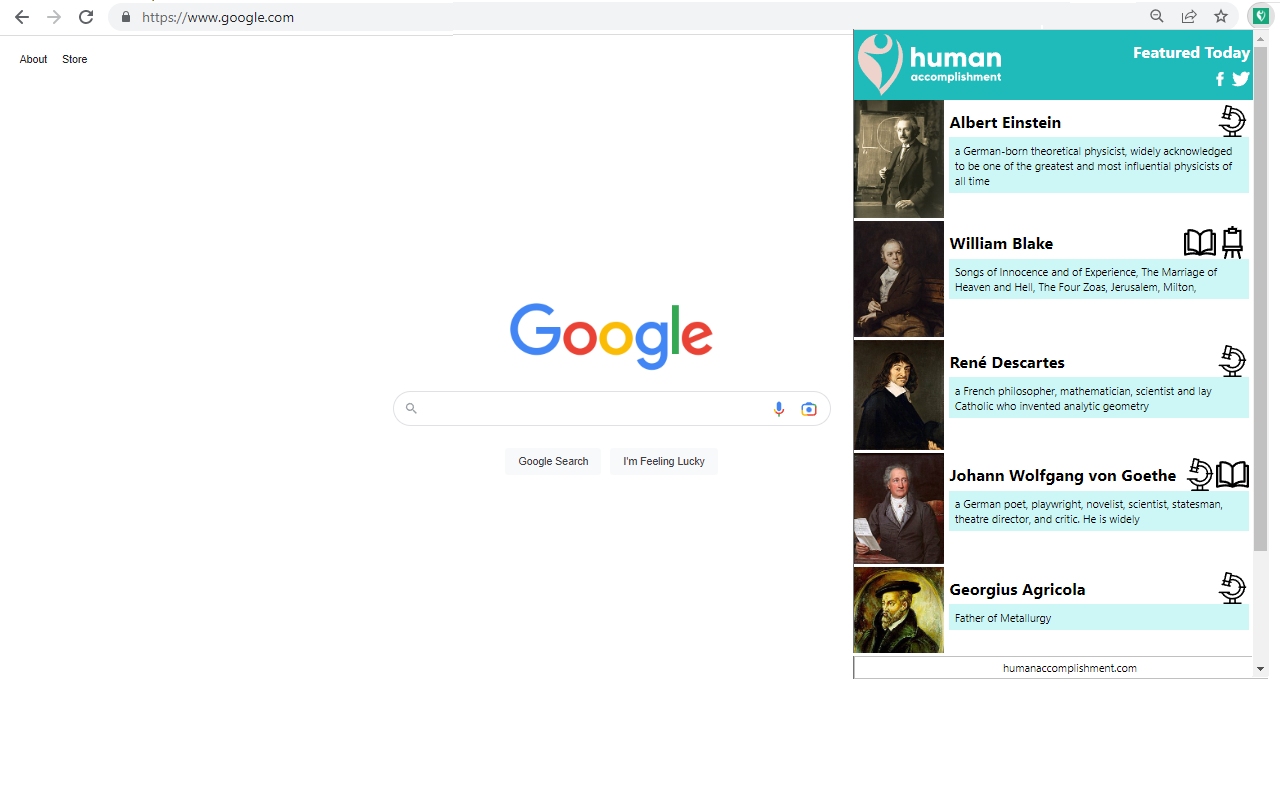 https://www.google.com
About Store
human
accomplishment
Featured Today
Albert Einstein
a German-born theoretical physicist, widely acknowledged
to be one of the greatest and most influential physicists of
all time
William Blake
Songs of Innocence and of Experience, The Marriage of
Heaven and Hell, The Four Zoas, Jerusalem, Milton,
René Descartes
a French philosopher, mathematician, scientist and lay
Catholic who invented analytic geometry
Johann Wolfgang von Goethe
a German poet, playwright, novelist, scientist, statesman,
theatre director, and critic. He is widely
Georgius Agricola
Father of Metallurgy
humanaccomplishment.com
Google
Google Search I'm Feeling Lucky